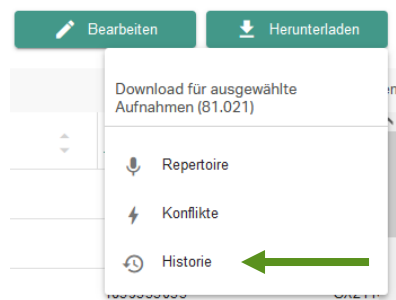 Bearbeiten
Herunterladen
Download für ausgewählte
Aufnahmen (81.021)
Repertoire
Konflikte
Historie